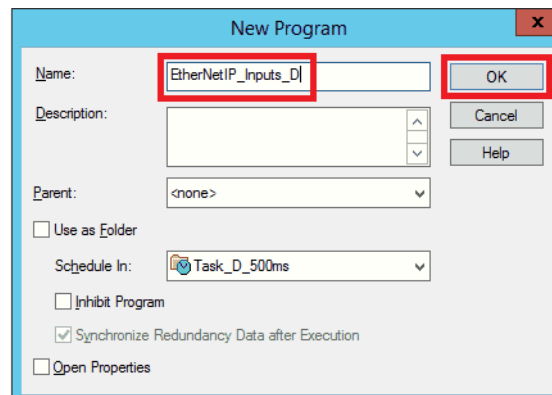 New Program
x
Name:
EtherNetIP_Inputs_D
OK
Description:
Cancel
Help
Parent:
<none>
Use as Folder
Schedule In:
Task_D_500ms
Inhibit Program
Synchronize Redundancy Data after Execution
Open Properties